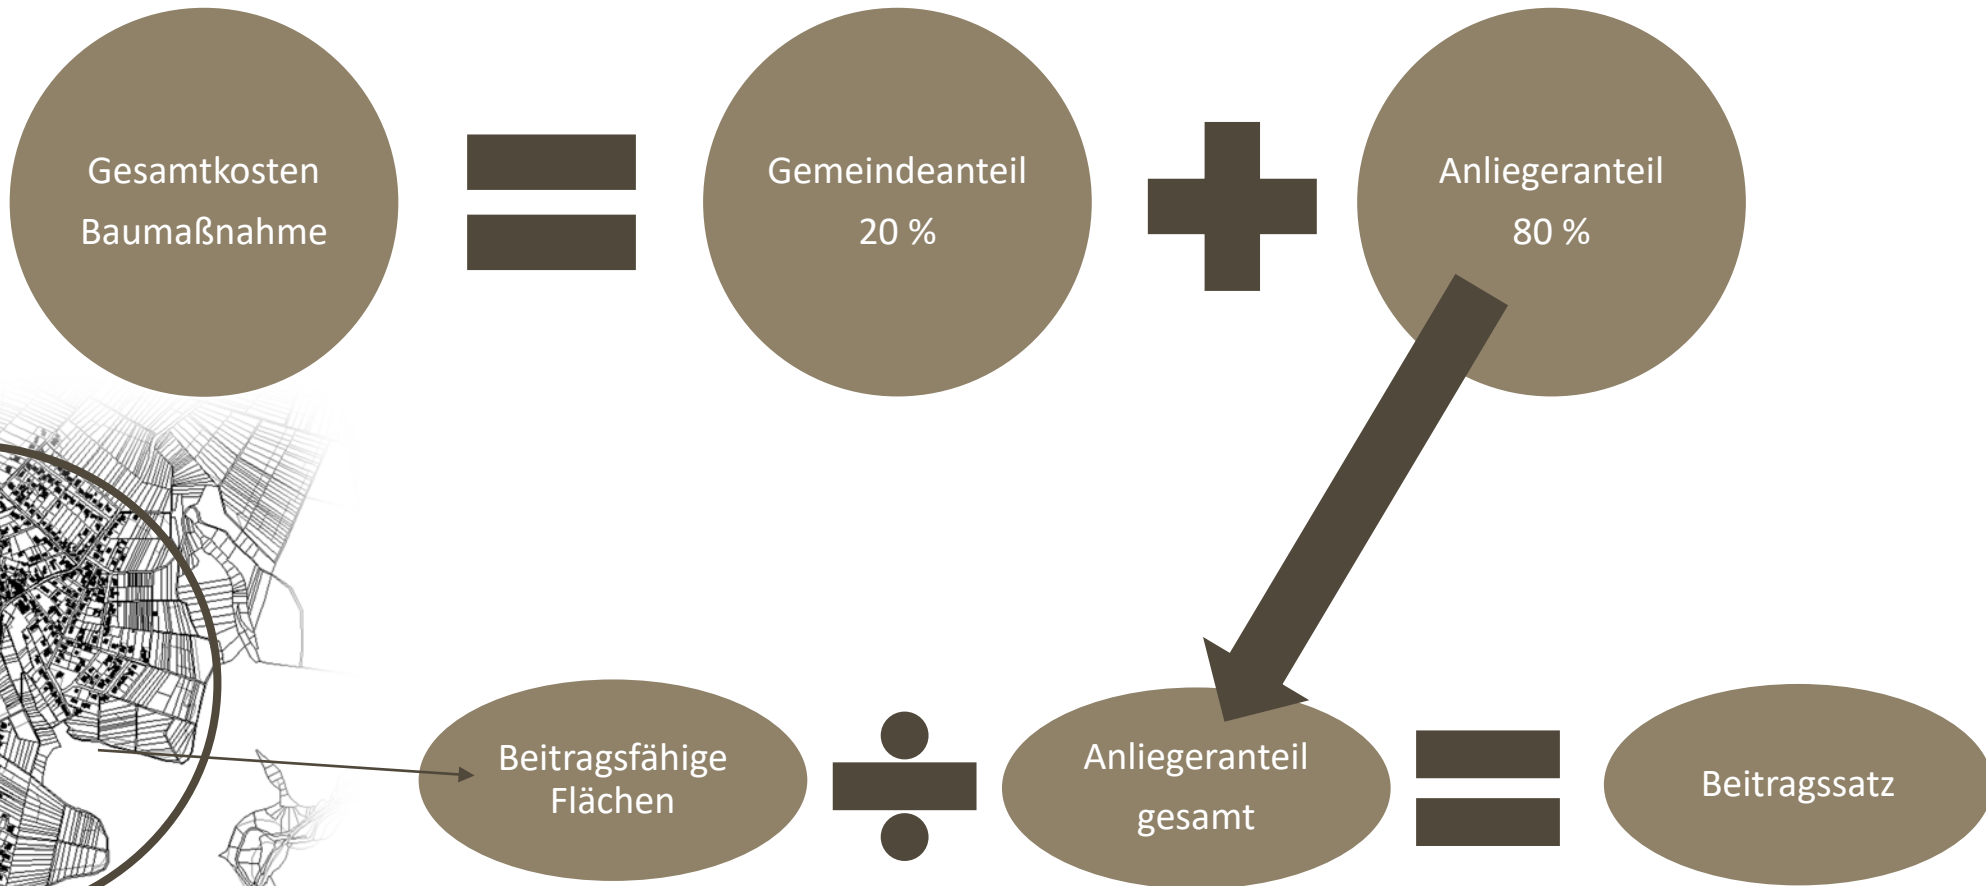 Gesamtkosten
Baumaßnahme
Gemeindeanteil
20 %
Anliegeranteil
80 %
Beitragsfähige
Flächen
Anliegeranteil
gesamt
Beitragssatz